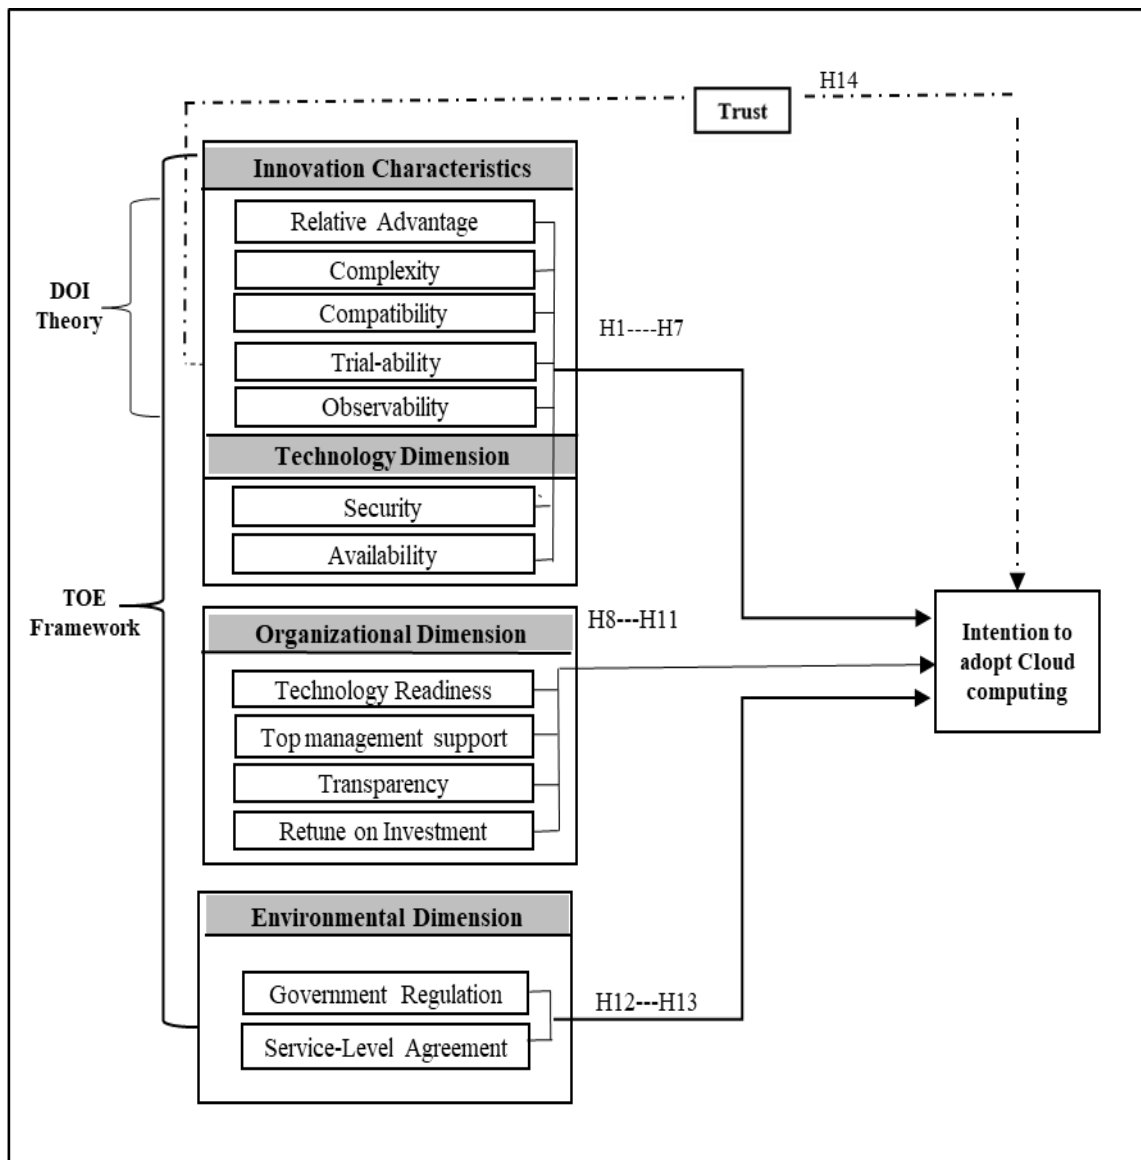 H14
Trust
Innovation Characteristics
Relative Advantage
Complexity
DOI
Theory
Compatibility
H1----H7
Trial-ability
Observability
Technology Dimension
Security
Availability
TOE
Framework
Organizational Dimension
H8---H11
Technology Readiness
Top management support
Transparency
Retune on Investment
Intention to
adopt Cloud
computing
Environmental Dimension
Government Regulation
Service-Level Agreement
H12---H13